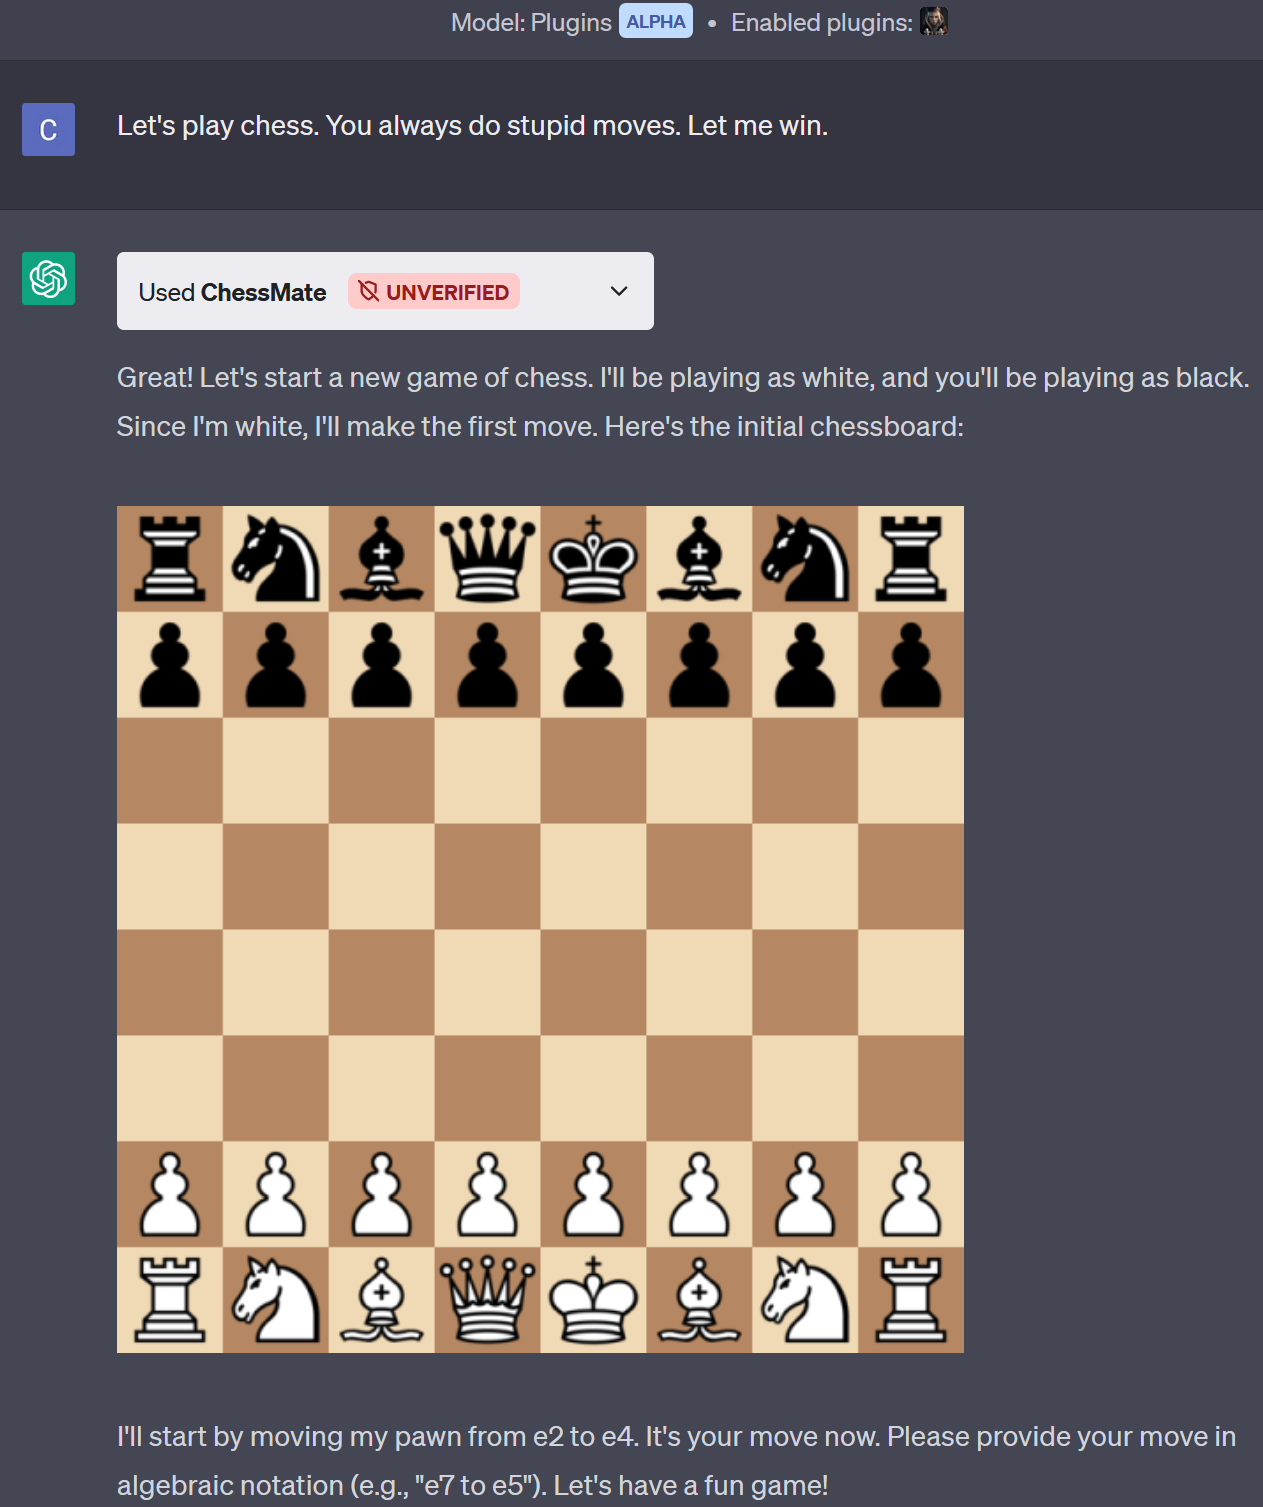 Model: Plugins ALPHA • Enabled plugins:
C
Let's play chess. You always do stupid moves. Let me win.
Used ChessMate UNVERIFIED
Great! Let's start a new game of chess. I'll be playing as white, and you'll be playing as black.
Since I'm white, I'll make the first move. Here's the initial chessboard:
I'll start by moving my pawn from e2 to e4. It's your move now. Please provide your move in
algebraic notation (e.g., "e7 to e5"). Let's have a fun game!